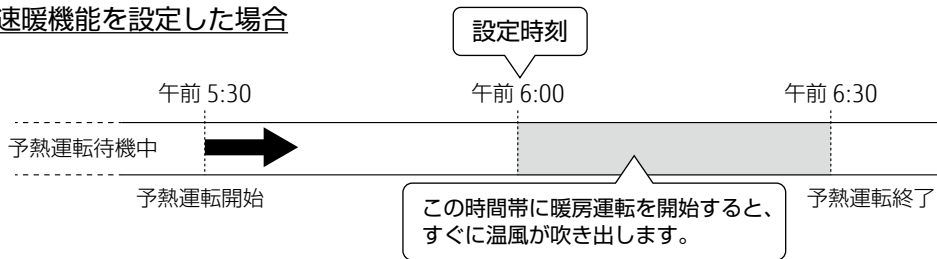 速暖機能を設定した場合
設定時刻
午前 5:30
午前 6:00
午前 6:30
予熱運転待機中
予熱運転開始
この時間帯に暖房運転を開始すると、
すぐに温風が吹き出します。
予熱運転終了